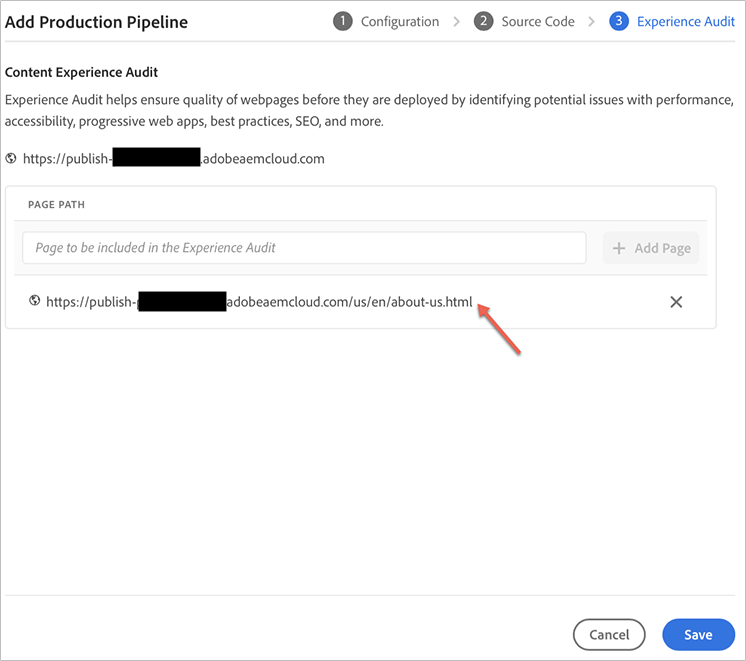 Add Production Pipeline
1 Configuration
2 Source Code
3 Experience Audit
Content Experience Audit
Experience Audit helps ensure quality of webpages before they are deployed by identifying potential issues with performance,
accessibility, progressive web apps, best practices, SEO, and more.
https://publish- .adobeaemcloud.com
PAGE PATH
Page to be included in the Experience Audit
+ Add Page
https://publish- adobeaemcloud.com/us/en/about-us.html
Cancel
Save